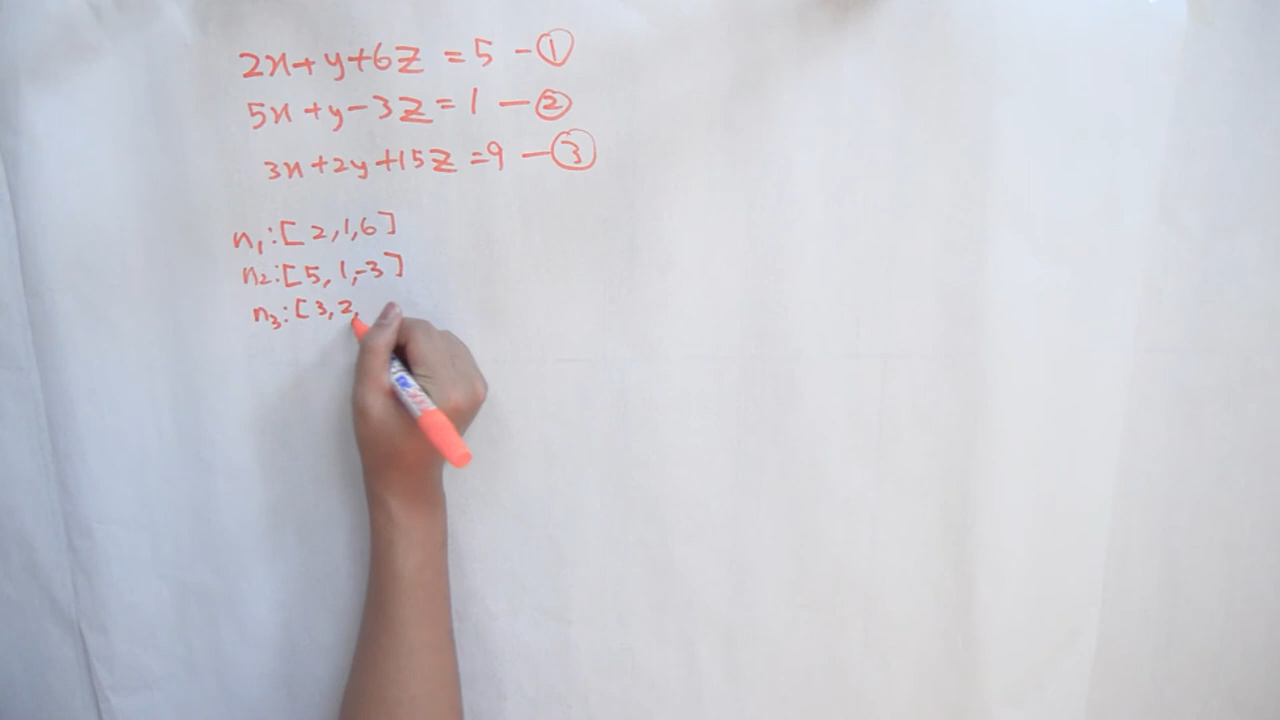 2x+y+6z=5 -①
5x+y-3z=1 -②
3x+2y+15z=9 -③
n₁:[2,1,6]
n₂:[5,1,-3]
n₃:[3,2,